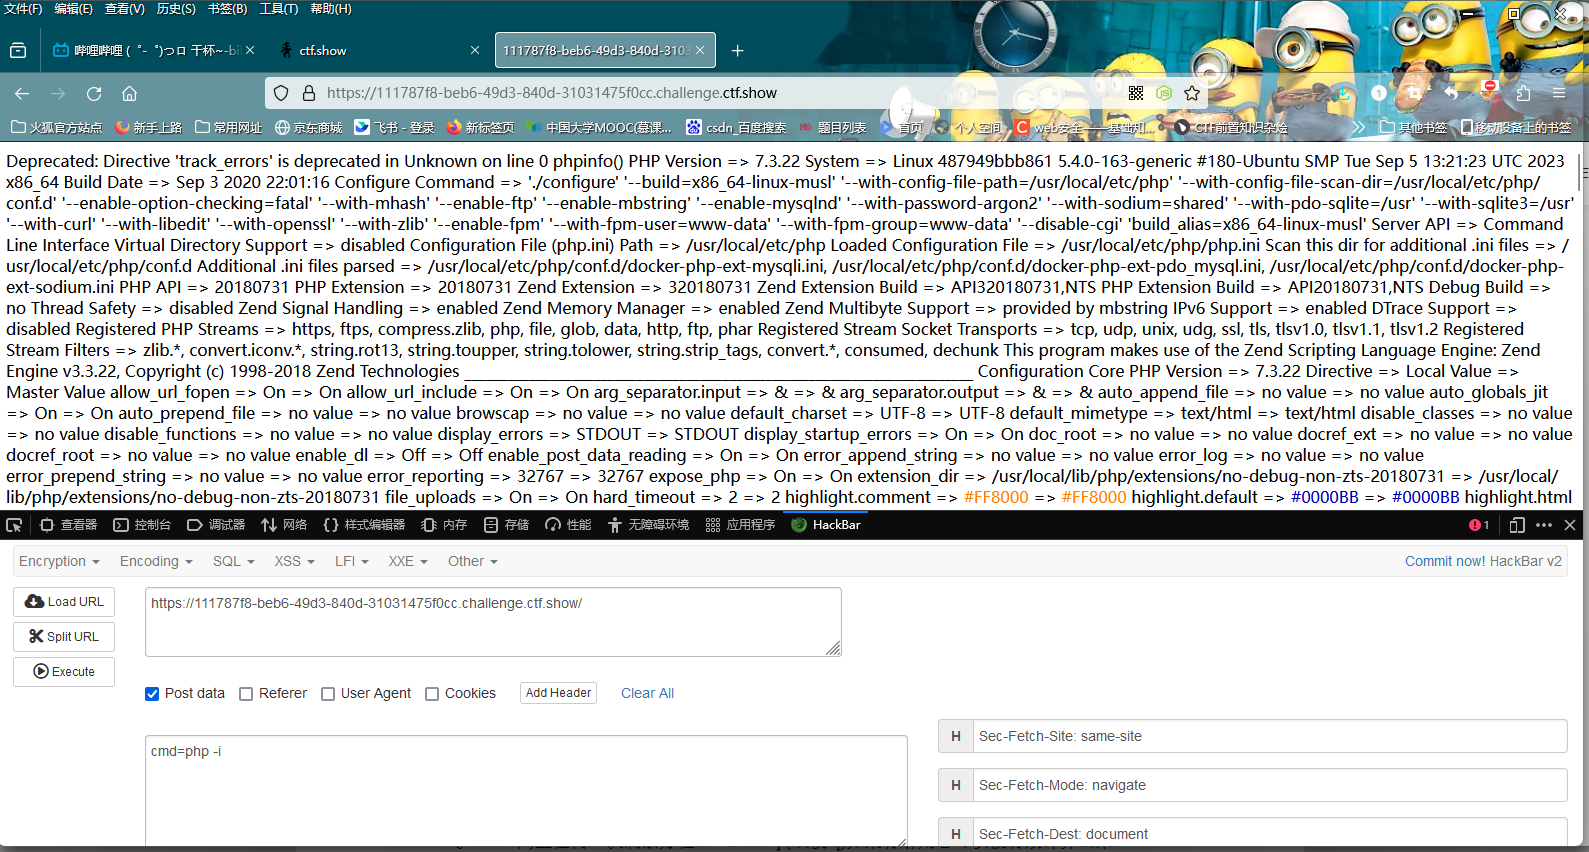 文件(F) 编辑(E) 查看(V) 历史(S) 书签(B) 工具(T) 帮助(H)
哔哩哔哩 (゜-゜)つロ 干杯~-bil
ctf.show
111787f8-beb6-49d3-840d-3103
https://111787f8-beb6-49d3-840d-31031475f0cc.challenge.ctf.show
火狐官方站点 新手上路 常用网址 京东商城 飞书 - 登录 新标签页 中国大学MOOC(慕课... csdn_百度搜索 题目列表 首页 个人空间 web安全——基础知... CTF前置知识杂烩 其他书签 移动设备上的书签
Deprecated: Directive 'track_errors' is deprecated in Unknown on line 0 phpinfo() PHP Version => 7.3.22 System => Linux 487949bbb861 5.4.0-163-generic #180-Ubuntu SMP Tue Sep 5 13:21:23 UTC 2023
x86_64 Build Date => Sep 3 2020 22:01:16 Configure Command => './configure' '--build=x86_64-linux-musl' '--with-config-file-path=/usr/local/etc/php' '--with-config-file-scan-dir=/usr/local/etc/php/
conf.d' '--enable-option-checking=fatal' '--with-mhash' '--enable-ftp' '--enable-mbstring' '--enable-mysqlnd' '--with-password-argon2' '--with-sodium=shared' '--with-pdo-sqlite=/usr' '--with-sqlite3=/usr'
'--with-curl' '--with-libedit' '--with-openssl' '--with-zlib' '--enable-fpm' '--with-fpm-user=www-data' '--with-fpm-group=www-data' '--disable-cgi' 'build_alias=x86_64-linux-musl' Server API => Command
Line Interface Virtual Directory Support => disabled Configuration File (php.ini) Path => /usr/local/etc/php Loaded Configuration File => /usr/local/etc/php/php.ini Scan this dir for additional .ini files => /
usr/local/etc/php/conf.d Additional .ini files parsed => /usr/local/etc/php/conf.d/docker-php-ext-mysqli.ini, /usr/local/etc/php/conf.d/docker-php-ext-pdo_mysql.ini, /usr/local/etc/php/conf.d/docker-php-
ext-sodium.ini PHP API => 20180731 PHP Extension => 20180731 Zend Extension => 320180731 Zend Extension Build => API320180731,NTS PHP Extension Build => API20180731,NTS Debug Build =>
no Thread Safety => disabled Zend Signal Handling => enabled Zend Memory Manager => enabled Zend Multibyte Support => provided by mbstring IPv6 Support => enabled DTrace Support =>
disabled Registered PHP Streams => https, ftps, compress.zlib, php, file, glob, data, http, ftp, phar Registered Stream Socket Transports => tcp, udp, unix, udg, ssl, tls, tlsv1.0, tlsv1.1, tlsv1.2 Registered
Stream Filters => zlib.*, convert.iconv.*, string.rot13, string.toupper, string.tolower, string.strip_tags, convert.*, consumed, dechunk This program makes use of the Zend Scripting Language Engine: Zend
Engine v3.3.22, Copyright (c) 1998-2018 Zend Technologies _______________________________________________________________________ Configuration Core PHP Version => 7.3.22 Directive => Local Value =>
Master Value allow_url_fopen => On => On allow_url_include => On => On arg_separator.input => & => & arg_separator.output => & => & auto_append_file => no value => no value auto_globals_jit
=> On => On auto_prepend_file => no value => no value browscap => no value => no value default_charset => UTF-8 => UTF-8 default_mimetype => text/html => text/html disable_classes => no value
=> no value disable_functions => no value => no value display_errors => STDOUT => STDOUT display_startup_errors => On => On doc_root => no value => no value docref_ext => no value => no value
docref_root => no value => no value enable_dl => Off => Off enable_post_data_reading => On => On error_append_string => no value => no value error_log => no value => no value
error_prepend_string => no value => no value error_reporting => 32767 => 32767 expose_php => On => On extension_dir => /usr/local/lib/php/extensions/no-debug-non-zts-20180731 => /usr/local/
lib/php/extensions/no-debug-non-zts-20180731 file_uploads => On => On hard_timeout => 2 => 2 highlight.comment => #FF8000 => #FF8000 highlight.default => #0000BB => #0000BB highlight.html
查看器 控制台 调试器 网络 样式编辑器 内存 存储 性能 无障碍环境 应用程序 HackBar 1
Encryption Encoding SQL XSS LFI XXE Other Commit now! HackBar v2
Load URL
https://111787f8-beb6-49d3-840d-31031475f0cc.challenge.ctf.show/
Split URL
Execute
Post data Referer User Agent Cookies Add Header Clear All
cmd=php -i
H Sec-Fetch-Site: same-site
H Sec-Fetch-Mode: navigate
H Sec-Fetch-Dest: document